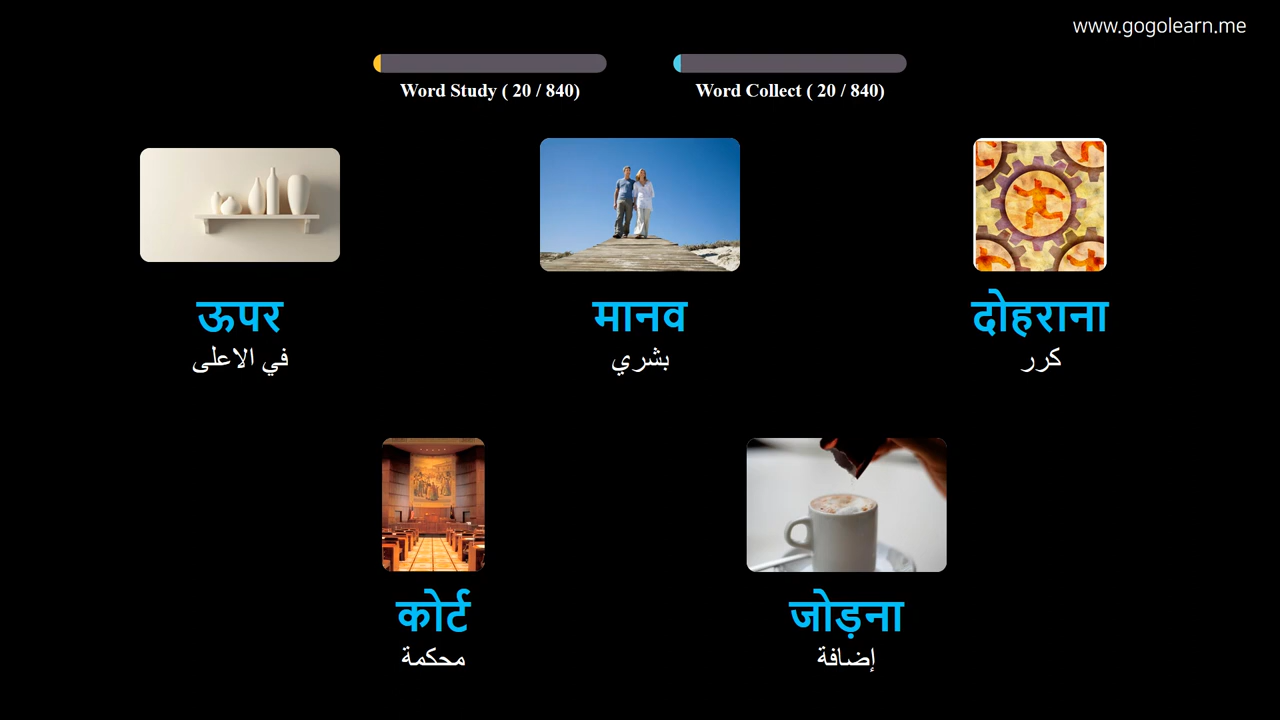 www.gogolearn.me
Word Study ( 20 / 840)
Word Collect ( 20 / 840)
ऊपर
في الاعلى
मानव
بشري
दोहराना
كرر
कोर्ट
محكمة
जोड़ना
إضافة